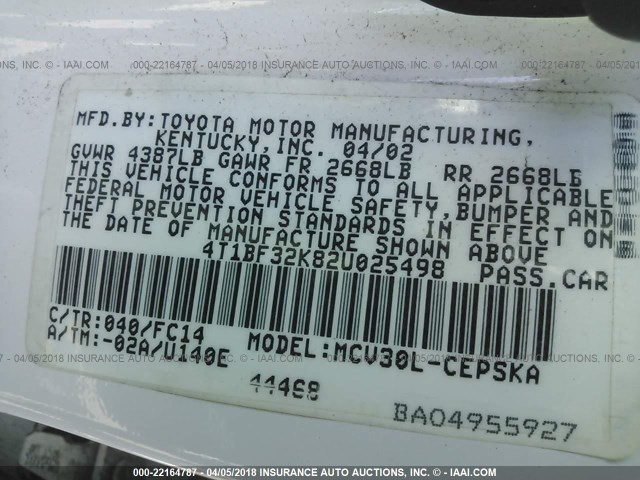 000-22164787 - 04/05/2018 INSURANCE AUTO AUCTIONS, INC. - © IAAI.COM
MFD.BY:TOYOTA MOTOR MANUFACTURING,
KENTUCKY,INC. 04/02
GVWR 4387LB GAWR FR 2668LB RR 2668LB
THIS VEHICLE CONFORMS TO ALL APPLICABLE
FEDERAL MOTOR VEHICLE SAFETY,BUMPER AND
THEFT PREVENTION STANDARDS IN EFFECT ON
THE DATE OF MANUFACTURE SHOWN ABOVE
4T1BF32K82U025498 PASS.CAR
C/TR:040/FC14
A/TM:-02A/U140E MODEL:MCV30L-CEPSKA
BA04955927
000-22164787 - 04/05/2018 INSURANCE AUTO AUCTIONS, INC. - © IAAI.COM